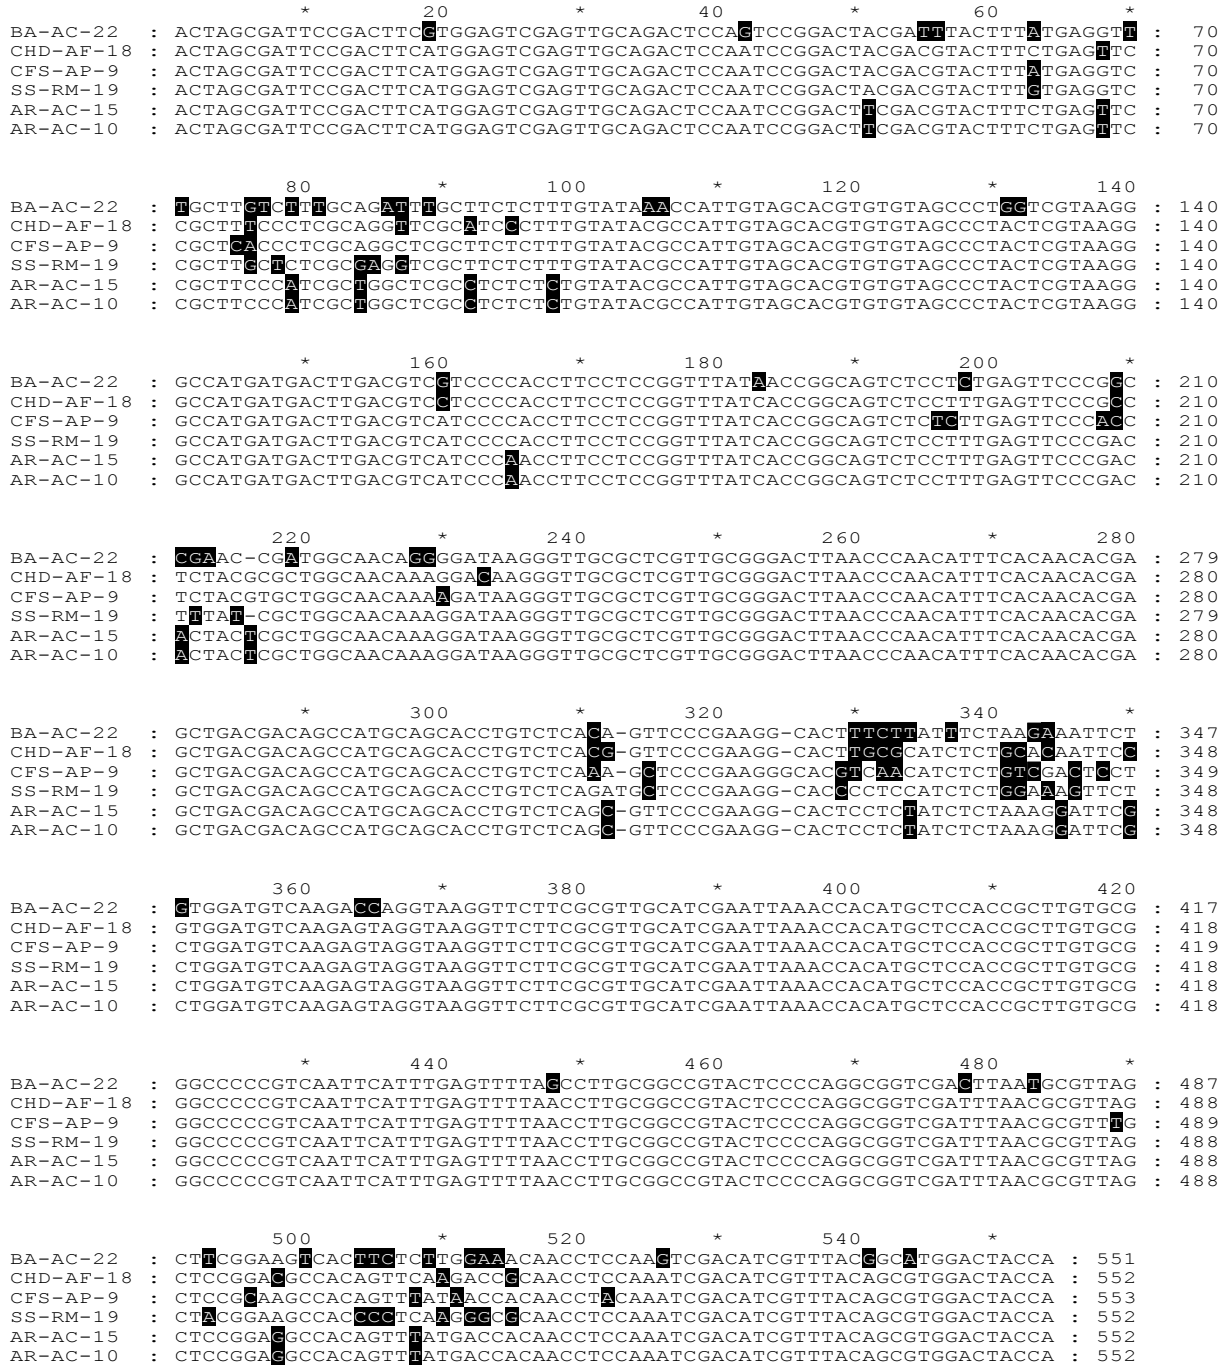 * 20 * 40 * 60 *
BA-AC-22 : ACTAGCGATTCCGACTTCGTGGAGTCGAGTTGCAGACTCCAGTCCGGACTACGATTTACTTTATGAGGTT : 70
CHD-AF-18 : ACTAGCGATTCCGACTTCATGGAGTCGAGTTGCAGACTCCAATCCGGACTACGACGTACTTTCTGAGTTC : 70
CFS-AP-9 : ACTAGCGATTCCGACTTCATGGAGTCGAGTTGCAGACTCCAATCCGGACTACGACGTACTTTATGAGGTC : 70
SS-RM-19 : ACTAGCGATTCCGACTTCATGGAGTCGAGTTGCAGACTCCAATCCGGACTACGACGTACTTTGTGAGGTC : 70
AR-AC-15 : ACTAGCGATTCCGACTTCATGGAGTCGAGTTGCAGACTCCAATCCGGACTTCGACGTACTTTCTGAGTTC : 70
AR-AC-10 : ACTAGCGATTCCGACTTCATGGAGTCGAGTTGCAGACTCCAATCCGGACTTCGACGTACTTTCTGAGTTC : 70
80 * 100 * 120 * 140
BA-AC-22 : TGCTTGTCTTTGCAGATTTGCTTCTCTTTGTATAAACCATTGTAGCACGTGTGTAGCCCTGGTCGTAAGG : 140
CHD-AF-18 : CGCTTTCCCTCGCAGGTTCGCATCCCTTTGTATACGCCATTGTAGCACGTGTGTAGCCCTACTCGTAAGG : 140
CFS-AP-9 : CGCTCACCCTCGCAGGCTCGCTTCTCTTTGTATACGCCATTGTAGCACGTGTGTAGCCCTACTCGTAAGG : 140
SS-RM-19 : CGCTTGCTCTCGCGAGGTCGCTTCTCTTTGTATACGCCATTGTAGCACGTGTGTAGCCCTACTCGTAAGG : 140
AR-AC-15 : CGCTTCCCATCGCTGGCTCGCCTCTCTCTGTATACGCCATTGTAGCACGTGTGTAGCCCTACTCGTAAGG : 140
AR-AC-10 : CGCTTCCCATCGCTGGCTCGCCTCTCTCTGTATACGCCATTGTAGCACGTGTGTAGCCCTACTCGTAAGG : 140
* 160 * 180 * 200 *
BA-AC-22 : GCCATGATGACTTGACGTCGTCCCCACCTTCCTCCGGTTTATAACCGGCAGTCTCCTCTGAGTTCCCGGC : 210
CHD-AF-18 : GCCATGATGACTTGACGTCCTCCCCACCTTCCTCCGGTTTATCACCGGCAGTCTCCTTTGAGTTCCCGCC : 210
CFS-AP-9 : GCCATGATGACTTGACGTCATCCCCACCTTCCTCCGGTTTATCACCGGCAGTCTCTCTTGAGTTCCCACC : 210
SS-RM-19 : GCCATGATGACTTGACGTCATCCCCACCTTCCTCCGGTTTATCACCGGCAGTCTCCTTTGAGTTCCCGAC : 210
AR-AC-15 : GCCATGATGACTTGACGTCATCCCAACCTTCCTCCGGTTTATCACCGGCAGTCTCCTTTGAGTTCCCGAC : 210
AR-AC-10 : GCCATGATGACTTGACGTCATCCCAACCTTCCTCCGGTTTATCACCGGCAGTCTCCTTTGAGTTCCCGAC : 210
220 * 240 * 260 * 280
BA-AC-22 : CGAAC-CGATGGCAACAGGGGATAAGGGTTGCGCTCGTTGCGGGACTTAACCCAACATTTCACAACACGA : 279
CHD-AF-18 : TCTACGCGCTGGCAACAAAGGACAAGGGTTGCGCTCGTTGCGGGACTTAACCCAACATTTCACAACACGA : 280
CFS-AP-9 : TCTACGTGCTGGCAACAAAAGATAAGGGTTGCGCTCGTTGCGGGACTTAACCCAACATTTCACAACACGA : 280
SS-RM-19 : TTTAT-CGCTGGCAACAAAGGATAAGGGTTGCGCTCGTTGCGGGACTTAACCCAACATTTCACAACACGA : 279
AR-AC-15 : ACTACTCGCTGGCAACAAAGGATAAGGGTTGCGCTCGTTGCGGGACTTAACCCAACATTTCACAACACGA : 280
AR-AC-10 : ACTACTCGCTGGCAACAAAGGATAAGGGTTGCGCTCGTTGCGGGACTTAACCCAACATTTCACAACACGA : 280
* 300 * 320 * 340 *
BA-AC-22 : GCTGACGACAGCCATGCAGCACCTGTCTCACA-GTTCCCGAAGG-CACTTTCTTATTTCTAAGAAATTCT : 347
CHD-AF-18 : GCTGACGACAGCCATGCAGCACCTGTCTCACG-GTTCCCGAAGG-CACTTGCGCATCTCTGCACAATTCC : 348
CFS-AP-9 : GCTGACGACAGCCATGCAGCACCTGTCTCAAA-GCTCCCGAAGGGCACGTCAACATCTCTGTCGACTCCT : 349
SS-RM-19 : GCTGACGACAGCCATGCAGCACCTGTCTCAGATGCTCCCGAAGG-CACCCCTCCATCTCTGGAAAGTTCT : 348
AR-AC-15 : GCTGACGACAGCCATGCAGCACCTGTCTCAGC-GTTCCCGAAGG-CACTCCTCTATCTCTAAAGGATTCG : 348
AR-AC-10 : GCTGACGACAGCCATGCAGCACCTGTCTCAGC-GTTCCCGAAGG-CACTCCTCTATCTCTAAAGGATTCG : 348
360 * 380 * 400 * 420
BA-AC-22 : GTGGATGTCAAGACCAGGTAAGGTTCTTCGCGTTGCATCGAATTAAACCACATGCTCCACCGCTTGTGCG : 417
CHD-AF-18 : GTGGATGTCAAGAGTAGGTAAGGTTCTTCGCGTTGCATCGAATTAAACCACATGCTCCACCGCTTGTGCG : 418
CFS-AP-9 : CTGGATGTCAAGAGTAGGTAAGGTTCTTCGCGTTGCATCGAATTAAACCACATGCTCCACCGCTTGTGCG : 419
SS-RM-19 : CTGGATGTCAAGAGTAGGTAAGGTTCTTCGCGTTGCATCGAATTAAACCACATGCTCCACCGCTTGTGCG : 418
AR-AC-15 : CTGGATGTCAAGAGTAGGTAAGGTTCTTCGCGTTGCATCGAATTAAACCACATGCTCCACCGCTTGTGCG : 418
AR-AC-10 : CTGGATGTCAAGAGTAGGTAAGGTTCTTCGCGTTGCATCGAATTAAACCACATGCTCCACCGCTTGTGCG : 418
* 440 * 460 * 480 *
BA-AC-22 : GGCCCCCGTCAATTCATTTGAGTTTTAGCCTTGCGGCCGTACTCCCCAGGCGGTCGACTTAATGCGTTAG : 487
CHD-AF-18 : GGCCCCCGTCAATTCATTTGAGTTTTAACCTTGCGGCCGTACTCCCCAGGCGGTCGATTTAACGCGTTAG : 488
CFS-AP-9 : GGCCCCCGTCAATTCATTTGAGTTTTAACCTTGCGGCCGTACTCCCCAGGCGGTCGATTTAACGCGTTTG : 489
SS-RM-19 : GGCCCCCGTCAATTCATTTGAGTTTTAACCTTGCGGCCGTACTCCCCAGGCGGTCGATTTAACGCGTTAG : 488
AR-AC-15 : GGCCCCCGTCAATTCATTTGAGTTTTAACCTTGCGGCCGTACTCCCCAGGCGGTCGATTTAACGCGTTAG : 488
AR-AC-10 : GGCCCCCGTCAATTCATTTGAGTTTTAACCTTGCGGCCGTACTCCCCAGGCGGTCGATTTAACGCGTTAG : 488
500 * 520 * 540 *
BA-AC-22 : CTTCGGAAGTCACTTCTCTTGGAAACAACCTCCAAGTCGACATCGTTTACGGCATGGACTACCA : 551
CHD-AF-18 : CTCCGGACGCCACAGTTCAAGACCGCAACCTCCAAATCGACATCGTTTACAGCGTGGACTACCA : 552
CFS-AP-9 : CTCCGCAAGCCACAGTTTATAACCACAACCTACAAATCGACATCGTTTACAGCGTGGACTACCA : 553
SS-RM-19 : CTACGGAAGCCACCCCTCAAGGGCGCAACCTCCAAATCGACATCGTTTACAGCGTGGACTACCA : 552
AR-AC-15 : CTCCGGAGGCCACAGTTTATGACCACAACCTCCAAATCGACATCGTTTACAGCGTGGACTACCA : 552
AR-AC-10 : CTCCGGAGGCCACAGTTTATGACCACAACCTCCAAATCGACATCGTTTACAGCGTGGACTACCA : 552